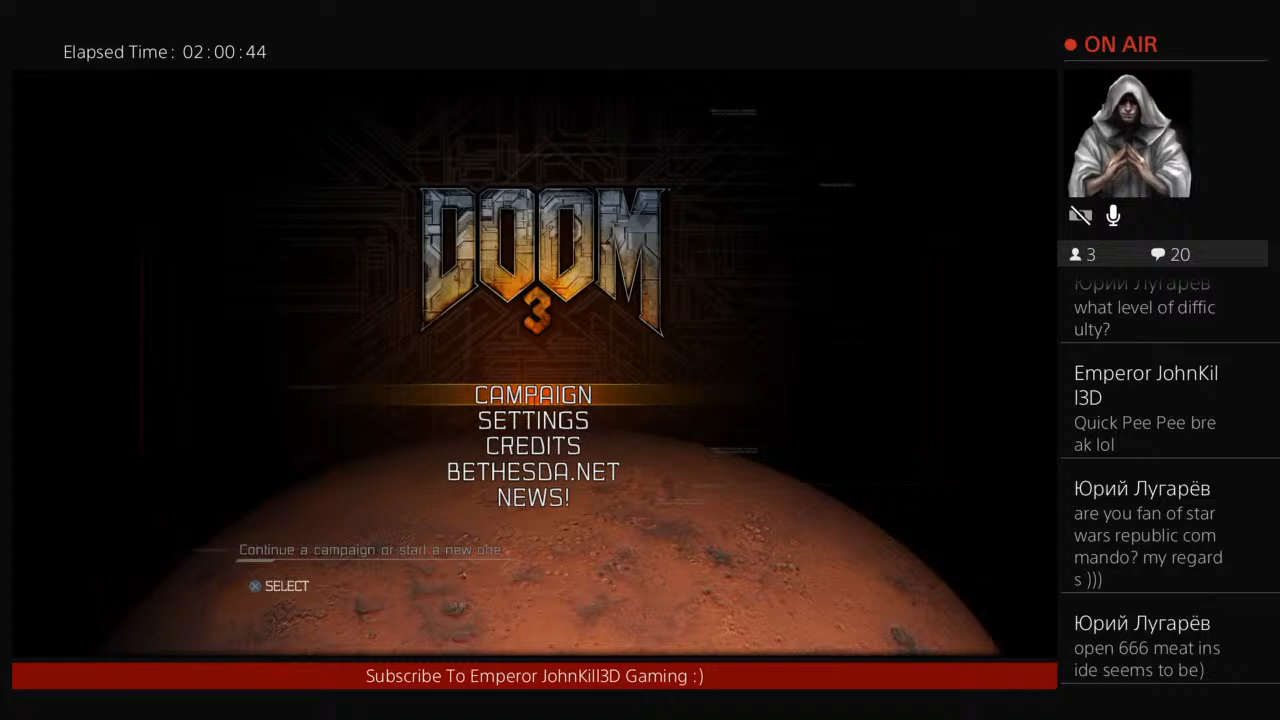 Elapsed Time: 02:00:44
ON AIR
DOOM
3
CAMPAIGN
SETTINGS
CREDITS
BETHESDA.NET
NEWS!
Continue a campaign or start a new one
SELECT
Subscribe To Emperor JohnKill3D Gaming :)
3 20
Юрий Лугарёв
what level of diffic
ulty?
Emperor JohnKil
l3D
Quick Pee Pee bre
ak lol
Юрий Лугарёв
are you fan of star
wars republic com
mando? my regard
s )))
Юрий Лугарёв
open 666 meat ins
ide seems to be)